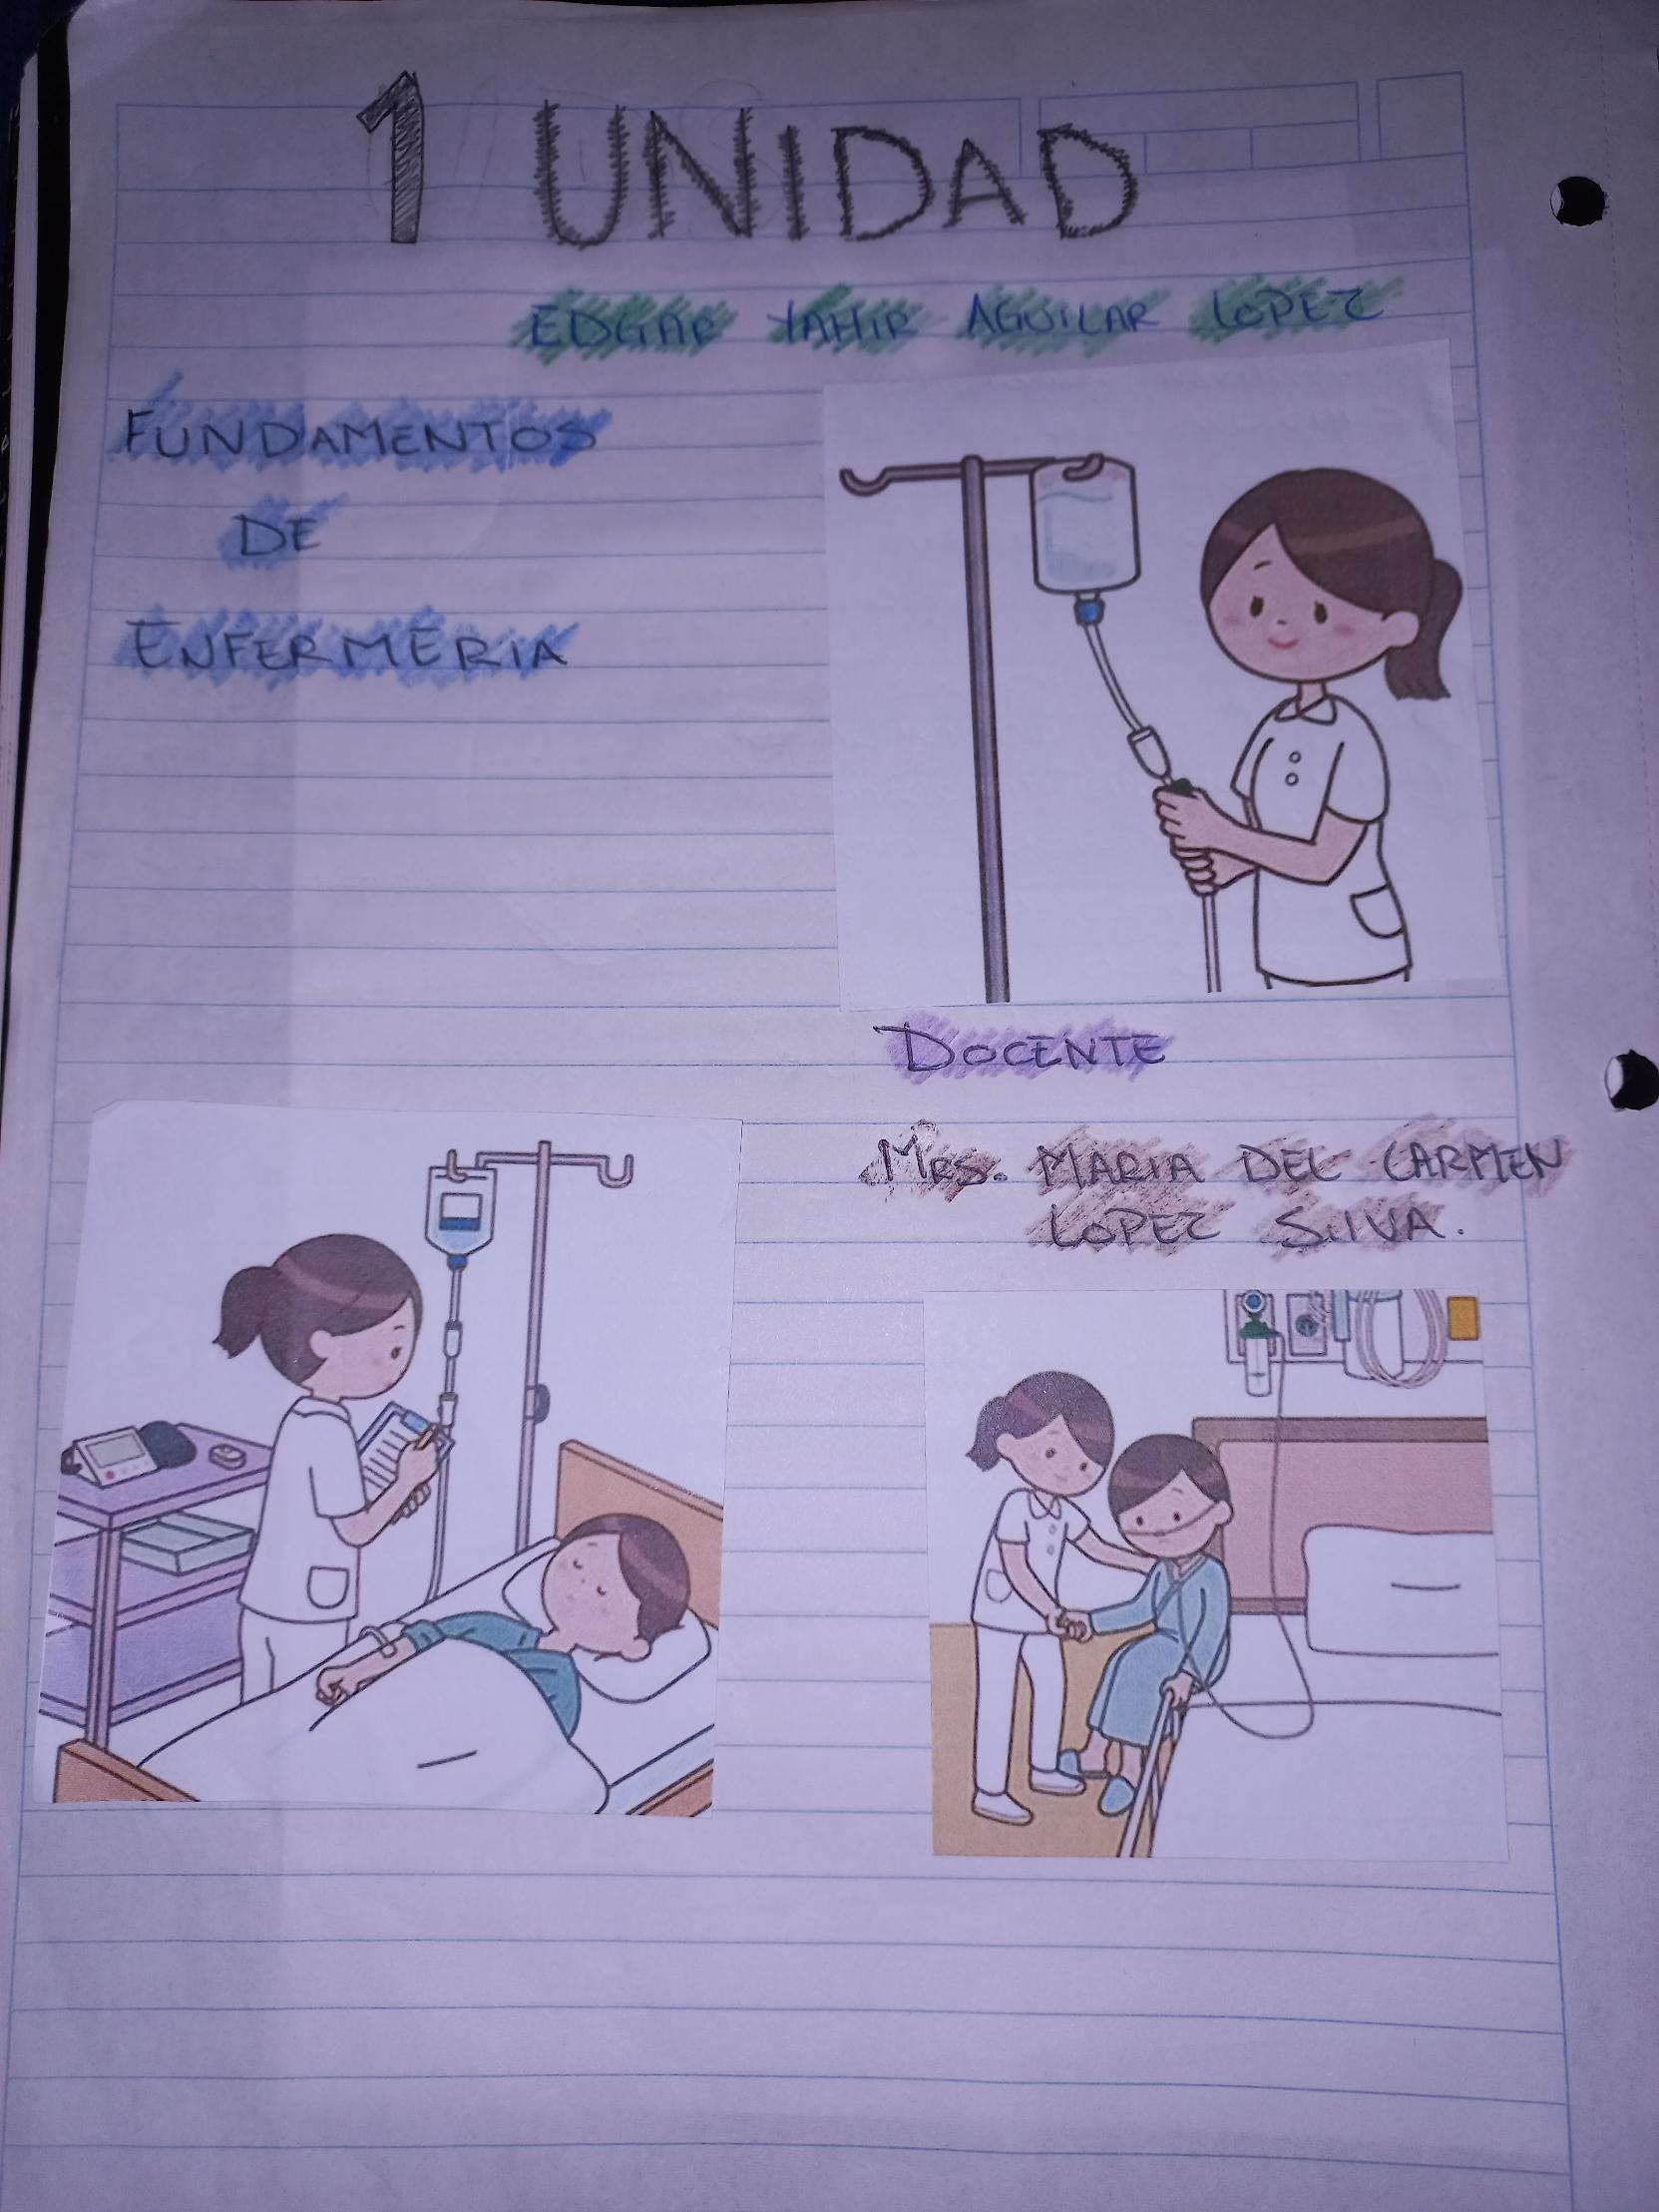 1 UNIDAD
EDGAR YAHIR AGUILAR LOPEZ
FUNDAMENTOS
DE
ENFERMERIA
DOCENTE
MRS. MARIA DEL CARMEN
LOPEZ SILVA.